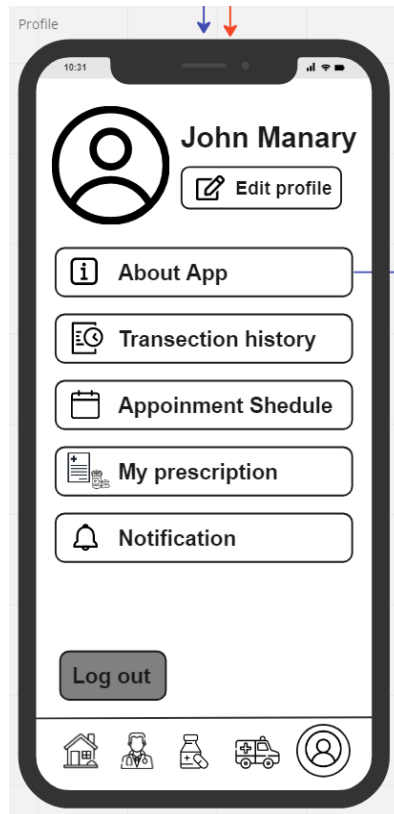 Profile
10:31
John Manary
Edit profile
About App
Transection history
Appoinment Shedule
My prescription
Notification
Log out